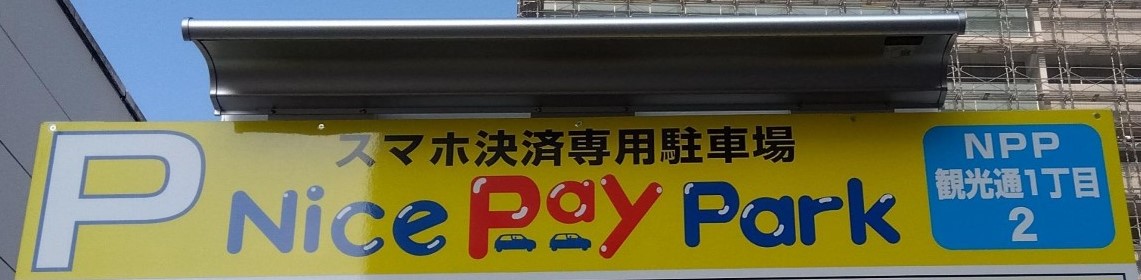 P
スマホ決済専用駐車場
Nice Pay Park
NPP
観光通1丁目
2